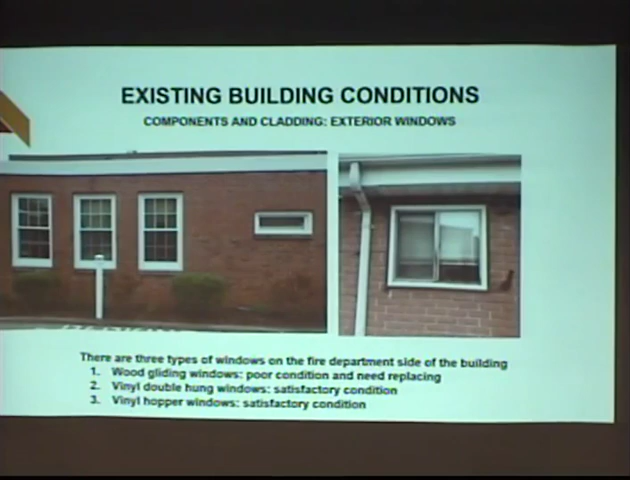 EXISTING BUILDING CONDITIONS
COMPONENTS AND CLADDING: EXTERIOR WINDOWS
There are three types of windows on the fire department side of the building
1. Wood gliding windows: poor condition and need replacing
2. Vinyl double hung windows: satisfactory condition
3. Vinyl hopper windows: satisfactory condition